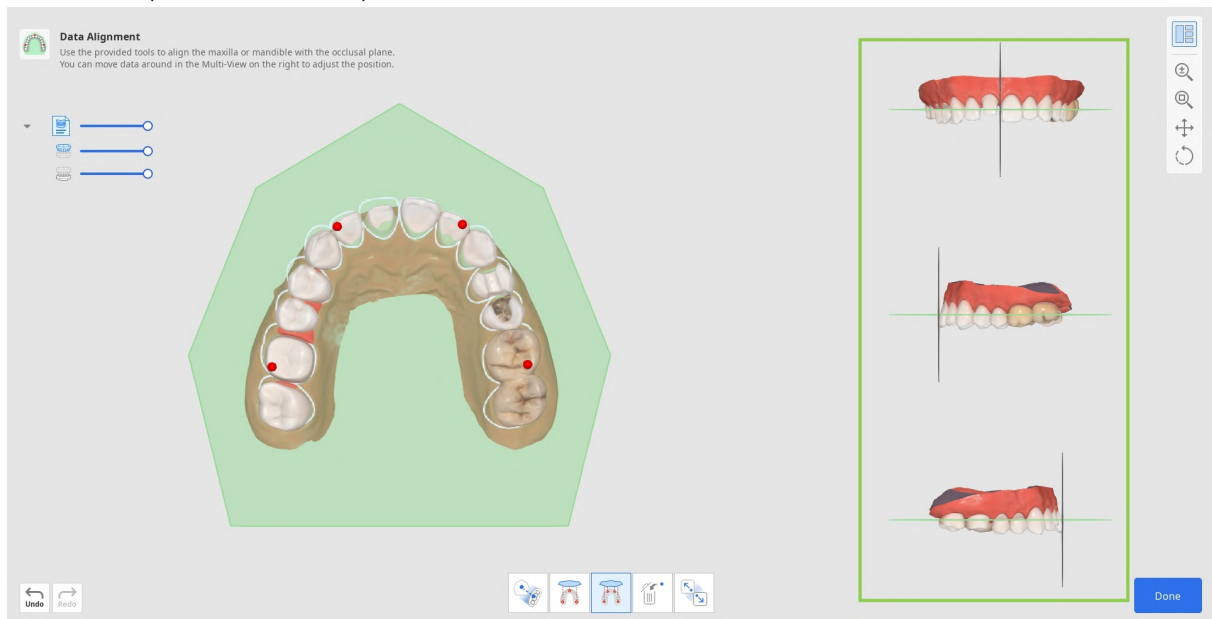 Data Alignment
Use the provided tools to align the maxilla or mandible with the occlusal plane.
You can move data around in the Multi-View on the right to adjust the position.
Undo
Redo
Done